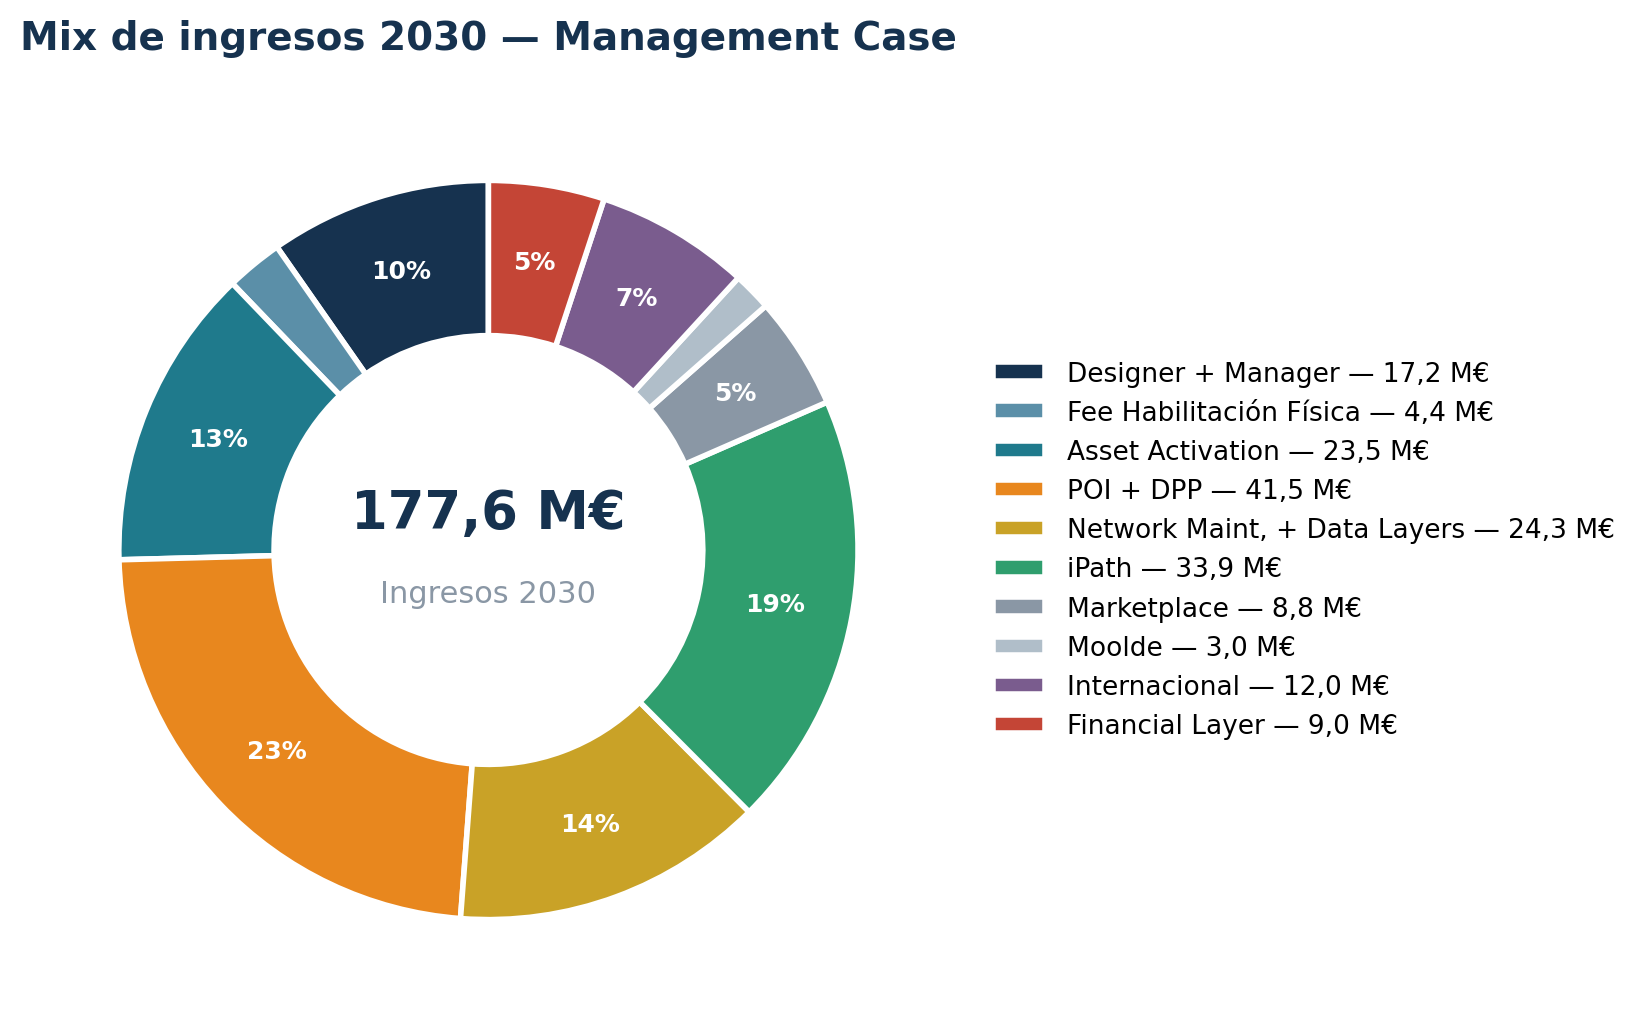 Mix de ingresos 2030 — Management Case
10%
5%
7%
5%
13%
19%
23%
14%
177,6 M€
Ingresos 2030
Designer + Manager — 17,2 M€
Fee Habilitación Física — 4,4 M€
Asset Activation — 23,5 M€
POI + DPP — 41,5 M€
Network Maint, + Data Layers — 24,3 M€
iPath — 33,9 M€
Marketplace — 8,8 M€
Moolde — 3,0 M€
Internacional — 12,0 M€
Financial Layer — 9,0 M€